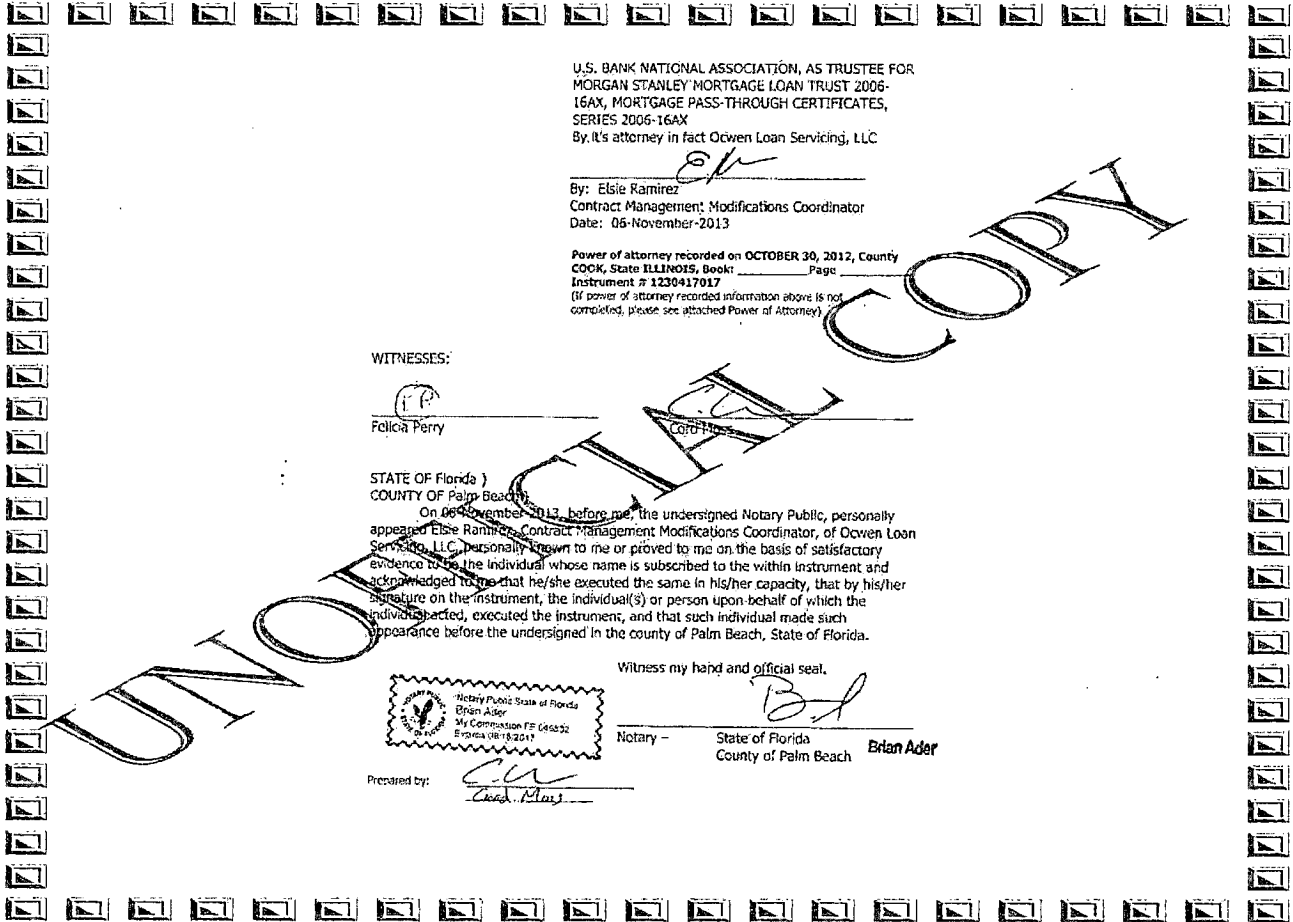 U.S. BANK NATIONAL ASSOCIATION, AS TRUSTEE FOR
MORGAN STANLEY MORTGAGE LOAN TRUST 2006-
16AX, MORTGAGE PASS-THROUGH CERTIFICATES,
SERIES 2006-16AX
By it's attorney in fact Ocwen Loan Servicing, LLC
By: Elsie Ramirez
Contract Management Modifications Coordinator
Date: 06-November-2013
Power of attorney recorded on OCTOBER 30, 2012, County
COOK, State ILLINOIS, Book: ________ Page ________
Instrument # 1230417017
(If power of attorney recorded information above is not
completed, please see attached Power of Attorney)
WITNESSES:
FP
Felicia Perry
STATE OF Florida )
COUNTY OF Palm Beach)
On 06-November-2013, before me, the undersigned Notary Public, personally
appeared Elsie Ramirez, Contract Management Modifications Coordinator, of Ocwen Loan
Servicing, LLC, personally known to me or proved to me on the basis of satisfactory
evidence to be the individual whose name is subscribed to the within instrument and
acknowledged to me that he/she executed the same in his/her capacity, that by his/her
signature on the instrument, the individual(s) or person upon behalf of which the
individual acted, executed the instrument, and that such individual made such
appearance before the undersigned in the county of Palm Beach, State of Florida.
Witness my hand and official seal.
Notary Public State of Florida
Brian Ader
My Commission
Expires
Notary – State of Florida
County of Palm Beach
Brian Ader
Prepared by:
UNOFFICIAL COPY